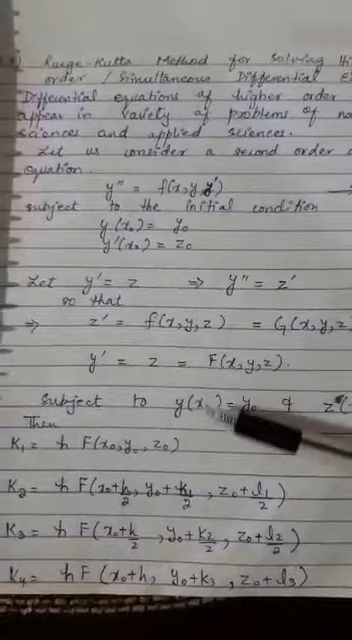 Runge-Kutta Method for Solving Hi
order / Simultaneous Differential E
Differential equations of higher order
appear in variety of problems of na
sciences and applied sciences.
Let us consider a second order
equation.
y'' = f(x,y,y')
subject to the initial condition
y(x₀) = y₀
y'(x₀) = z₀
Let y' = z ⇒ y'' = z'
so that
⇒ z' = f(x,y,z) = G(x,y,z
y' = z = F(x,y,z).
Subject to y(x₀) = y₀ & z(
Then
K₁ = h F(x₀,y₀,z₀)
K₂ = h F(x₀+h/2, y₀+k₁/2, z₀+l₁/2)
K₃ = h F(x₀+h/2, y₀+k₂/2, z₀+l₂/2)
K₄ = h F(x₀+h, y₀+k₃, z₀+l₃)